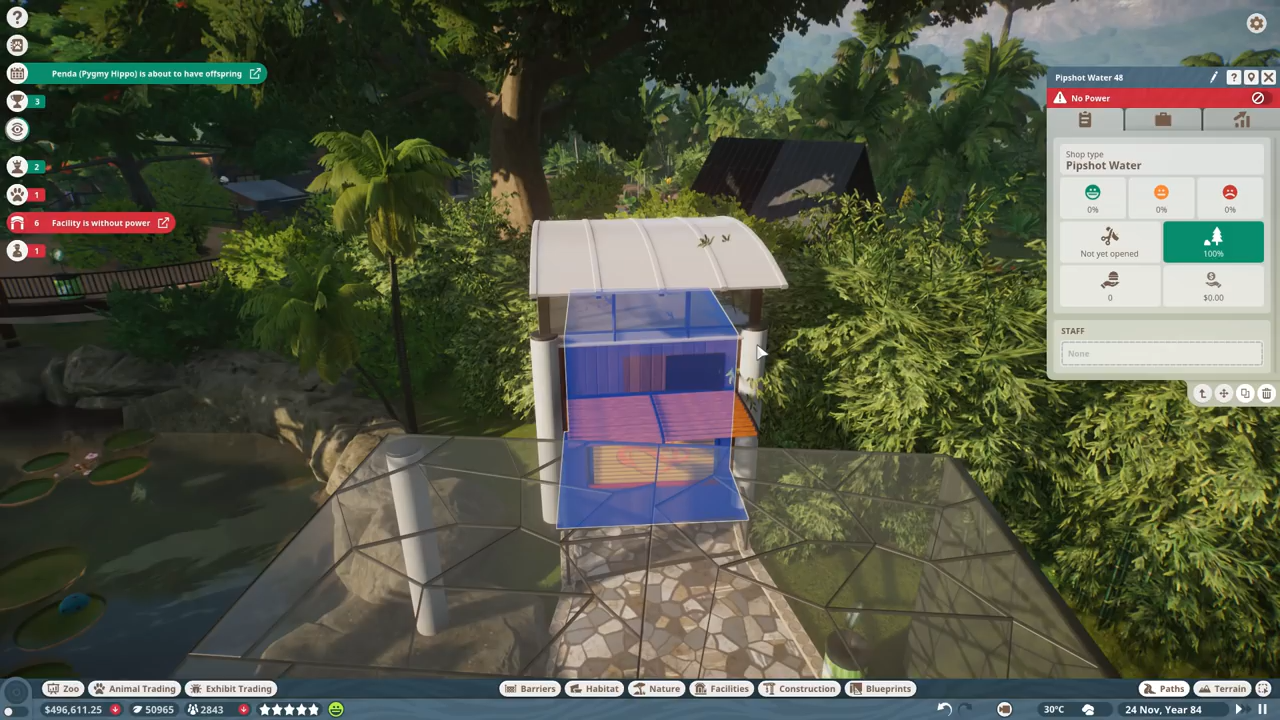 ?
Penda (Pygmy Hippo) is about to have offspring
3
2
1
6 Facility is without power
1
Pipshot Water 48
?
No Power
Shop type
Pipshot Water
0%
0%
0%
Not yet opened
100%
0
$0.00
STAFF
None
Zoo
Animal Trading
Exhibit Trading
Barriers
Habitat
Nature
Facilities
Construction
Blueprints
Paths
Terrain
$496,611.25
50965
2843
30°C
24 Nov, Year 84